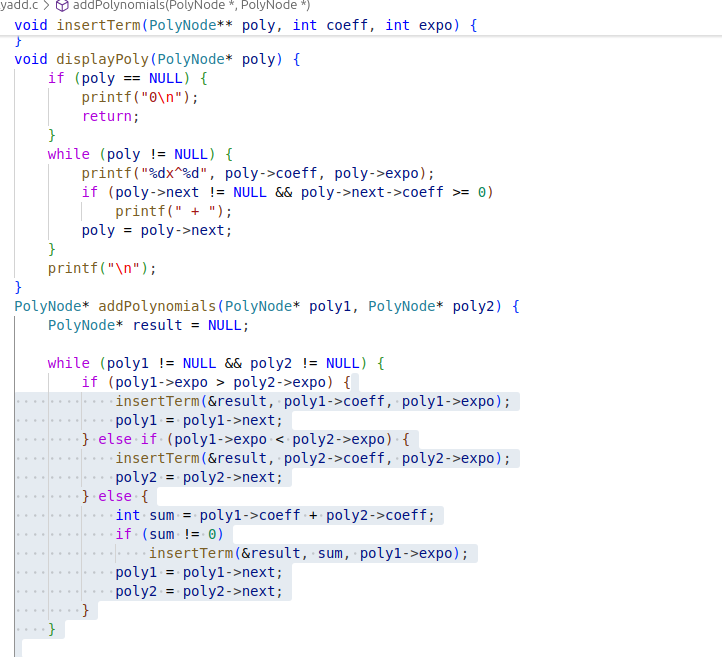 yadd.c > addPolynomials(PolyNode *, PolyNode *)
void insertTerm(PolyNode** poly, int coeff, int expo) {
}
void displayPoly(PolyNode* poly) {
    if (poly == NULL) {
        printf("0\n");
        return;
    }
    while (poly != NULL) {
        printf("%dx^%d", poly->coeff, poly->expo);
        if (poly->next != NULL && poly->next->coeff >= 0)
            printf(" + ");
        poly = poly->next;
    }
    printf("\n");
}
PolyNode* addPolynomials(PolyNode* poly1, PolyNode* poly2) {
    PolyNode* result = NULL;

    while (poly1 != NULL && poly2 != NULL) {
        if (poly1->expo > poly2->expo) {
            insertTerm(&result, poly1->coeff, poly1->expo);
            poly1 = poly1->next;
        } else if (poly1->expo < poly2->expo) {
            insertTerm(&result, poly2->coeff, poly2->expo);
            poly2 = poly2->next;
        } else {
            int sum = poly1->coeff + poly2->coeff;
            if (sum != 0)
                insertTerm(&result, sum, poly1->expo);
            poly1 = poly1->next;
            poly2 = poly2->next;
        }
    }